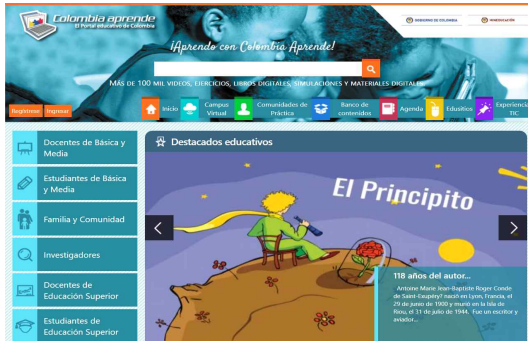 Colombia aprende
El Portal educativo de Colombia
GOBIERNO DE COLOMBIA
MINEDUCACIÓN
¡Aprendo con Colombia Aprende!
MÁS DE 100 MIL VIDEOS, EJERCICIOS, LIBROS DIGITALES, SIMULACIONES Y MATERIALES DIGITALES
Regístrese
Ingresar
Inicio
Campus
Virtual
Comunidades de
Práctica
Banco de
contenidos
Agenda
Edusitios
Experiencia
TIC
Docentes de Básica y
Media
Estudiantes de Básica
y Media
Familia y Comunidad
Investigadores
Docentes de
Educación Superior
Estudiantes de
Educación Superior
Destacados educativos
El Principito
118 años del autor...
Antoine Marie Jean-Baptiste Roger Conde
de Saint-Exupéry? nació en Lyon, Francia, el
29 de junio de 1900 y murió en la Isla de
Riou, el 31 de julio de 1944. Fue un escritor y
aviador...